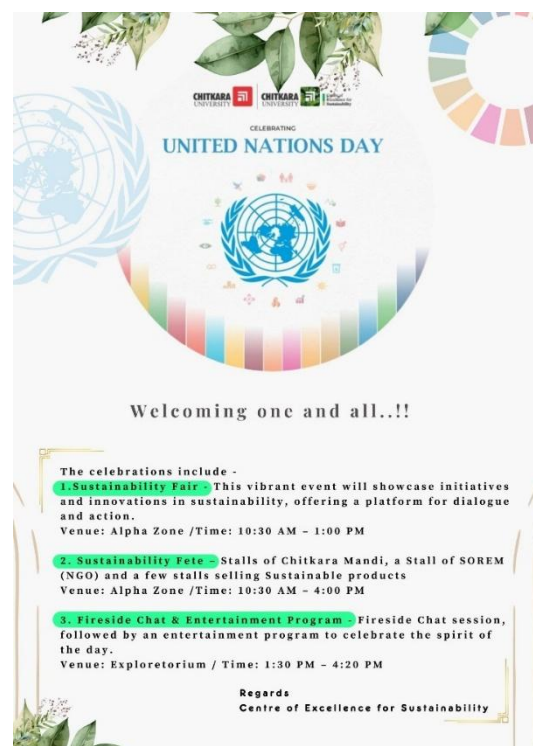 CHITKARA UNIVERSITY CHITKARA UNIVERSITY Excellence for Sustainability
CELEBRATING
UNITED NATIONS DAY
Welcoming one and all..!!
The celebrations include -
1.Sustainability Fair - This vibrant event will showcase initiatives
and innovations in sustainability, offering a platform for dialogue
and action.
Venue: Alpha Zone /Time: 10:30 AM – 1:00 PM
2. Sustainability Fete – Stalls of Chitkara Mandi, a Stall of SOREM
(NGO) and a few stalls selling Sustainable products
Venue: Alpha Zone /Time: 10:30 AM – 4:00 PM
3. Fireside Chat & Entertainment Program - Fireside Chat session,
followed by an entertainment program to celebrate the spirit of
the day.
Venue: Exploretorium / Time: 1:30 PM – 4:20 PM
Regards
Centre of Excellence for Sustainability